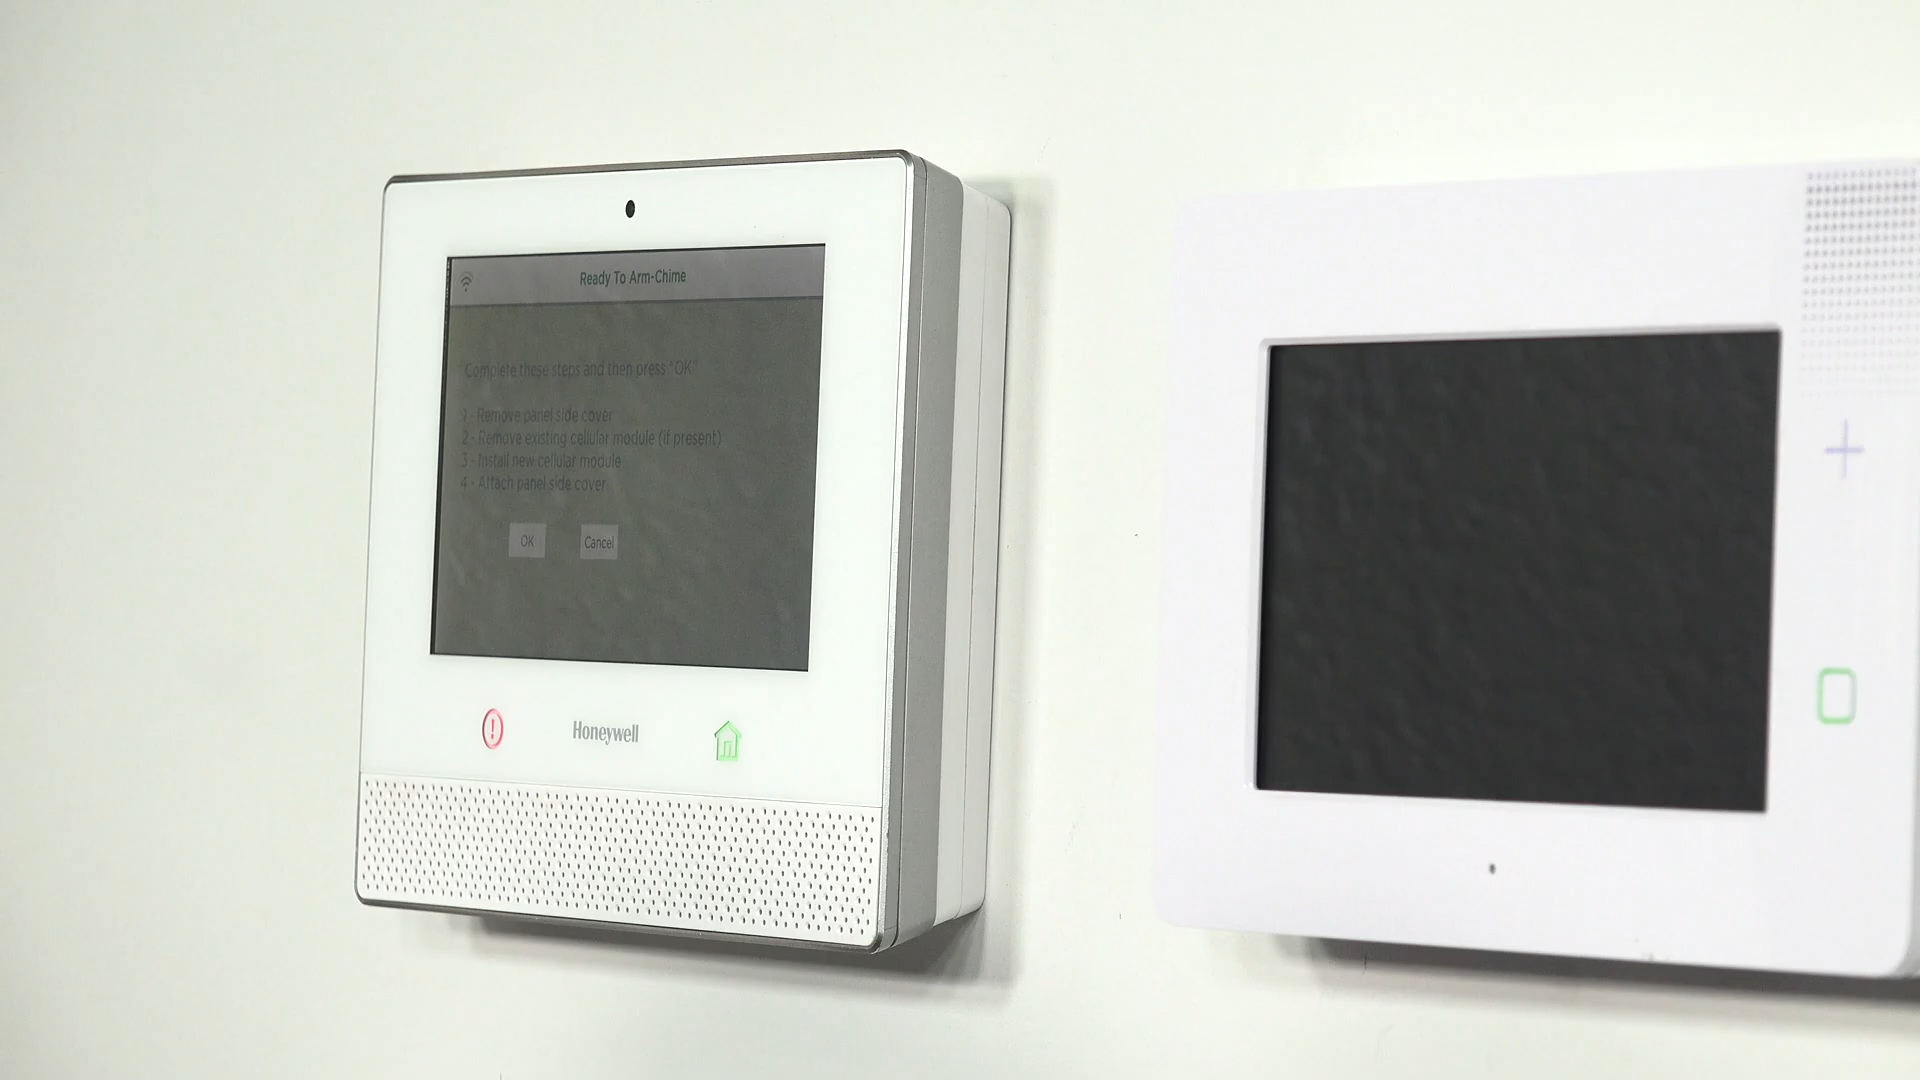 Ready To Arm-Chime
Complete these steps and then press "OK"
1 - Remove panel side cover
2 - Remove existing cellular module (if present)
3 - Install new cellular module
4 - Attach panel side cover
OK
Cancel
Honeywell